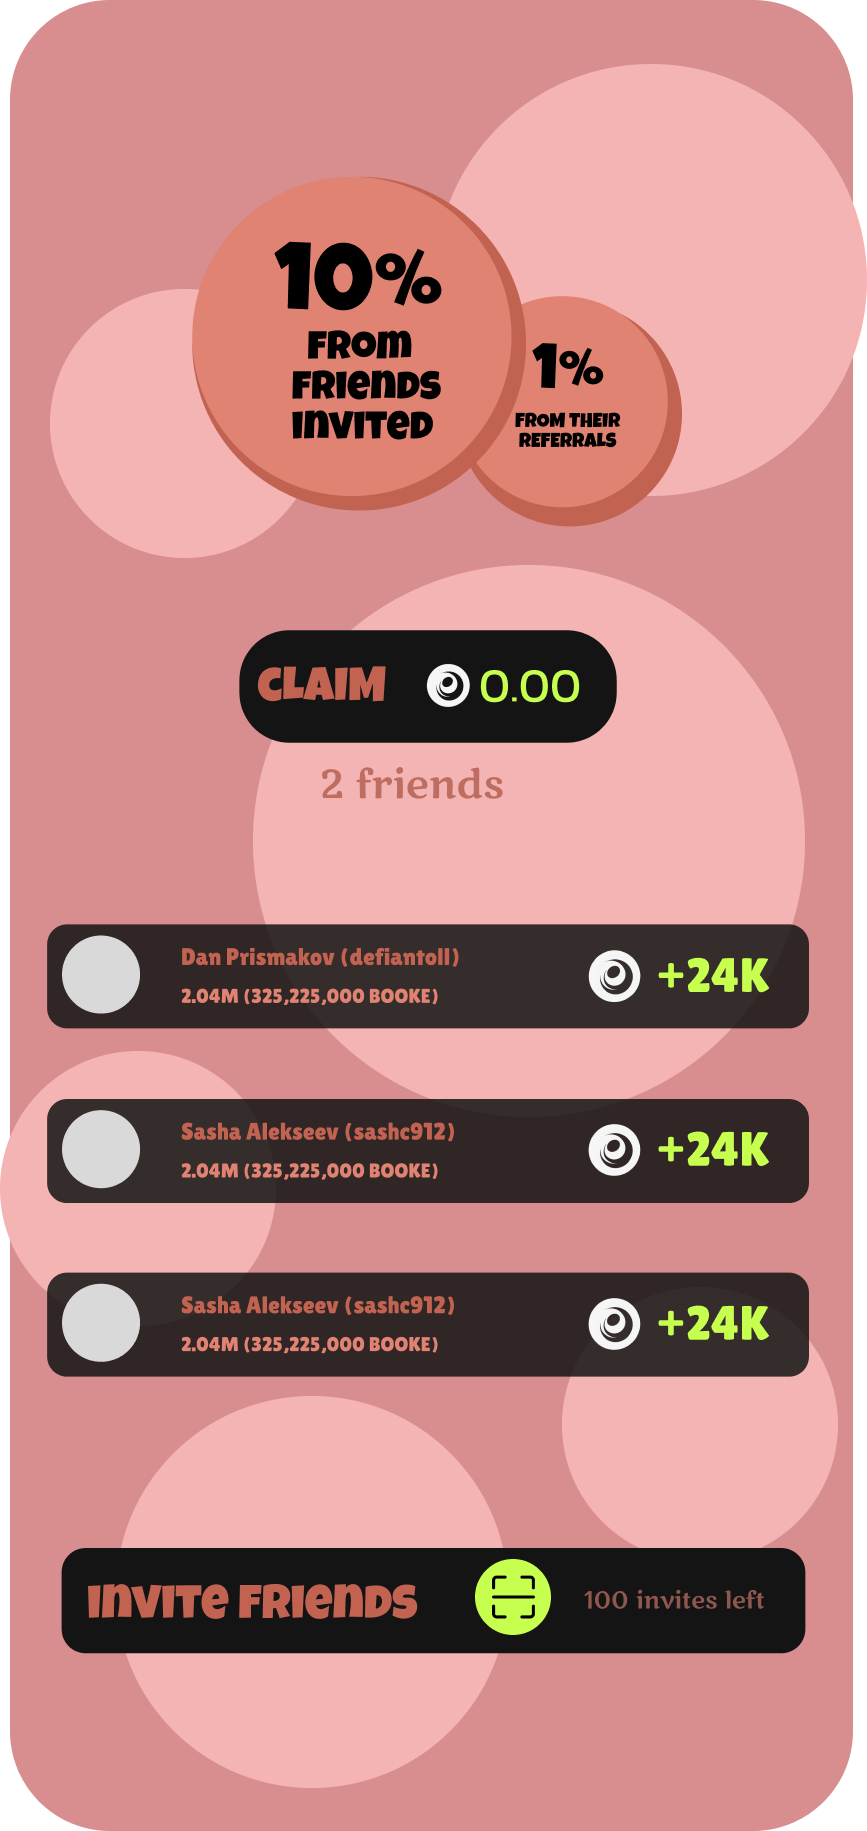 10%
From
Friends
Invited
1%
FROM THEIR
REFERRALS
CLAIM 0.00
2 friends
Dan Prismakov (defiantoll)
2.04M (325,225,000 BOOKE)
+24K
Sasha Alekseev (sashc912)
2.04M (325,225,000 BOOKE)
+24K
Sasha Alekseev (sashc912)
2.04M (325,225,000 BOOKE)
+24K
Invite Friends 100 invites left